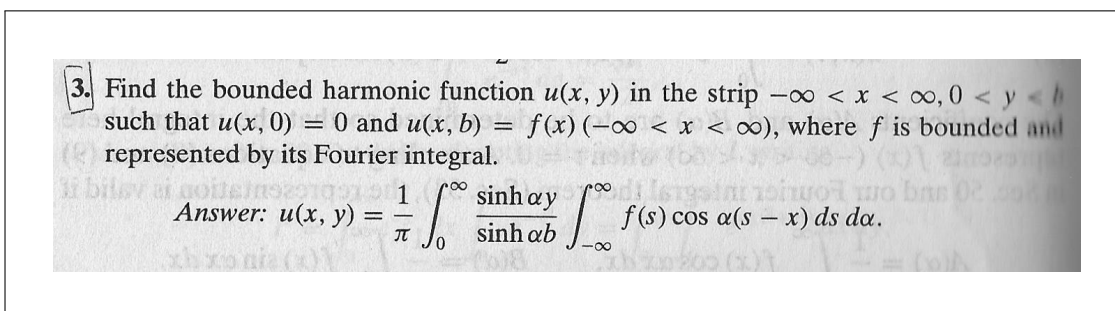 3. Find the bounded harmonic function u(x, y) in the strip −∞ < x < ∞, 0 < y < b
such that u(x, 0) = 0 and u(x, b) = f(x) (−∞ < x < ∞), where f is bounded and
represented by its Fourier integral.
Answer: u(x, y) = 1/π ∫₀^∞ sinh αy / sinh αb ∫₋∞^∞ f(s) cos α(s − x) ds dα.